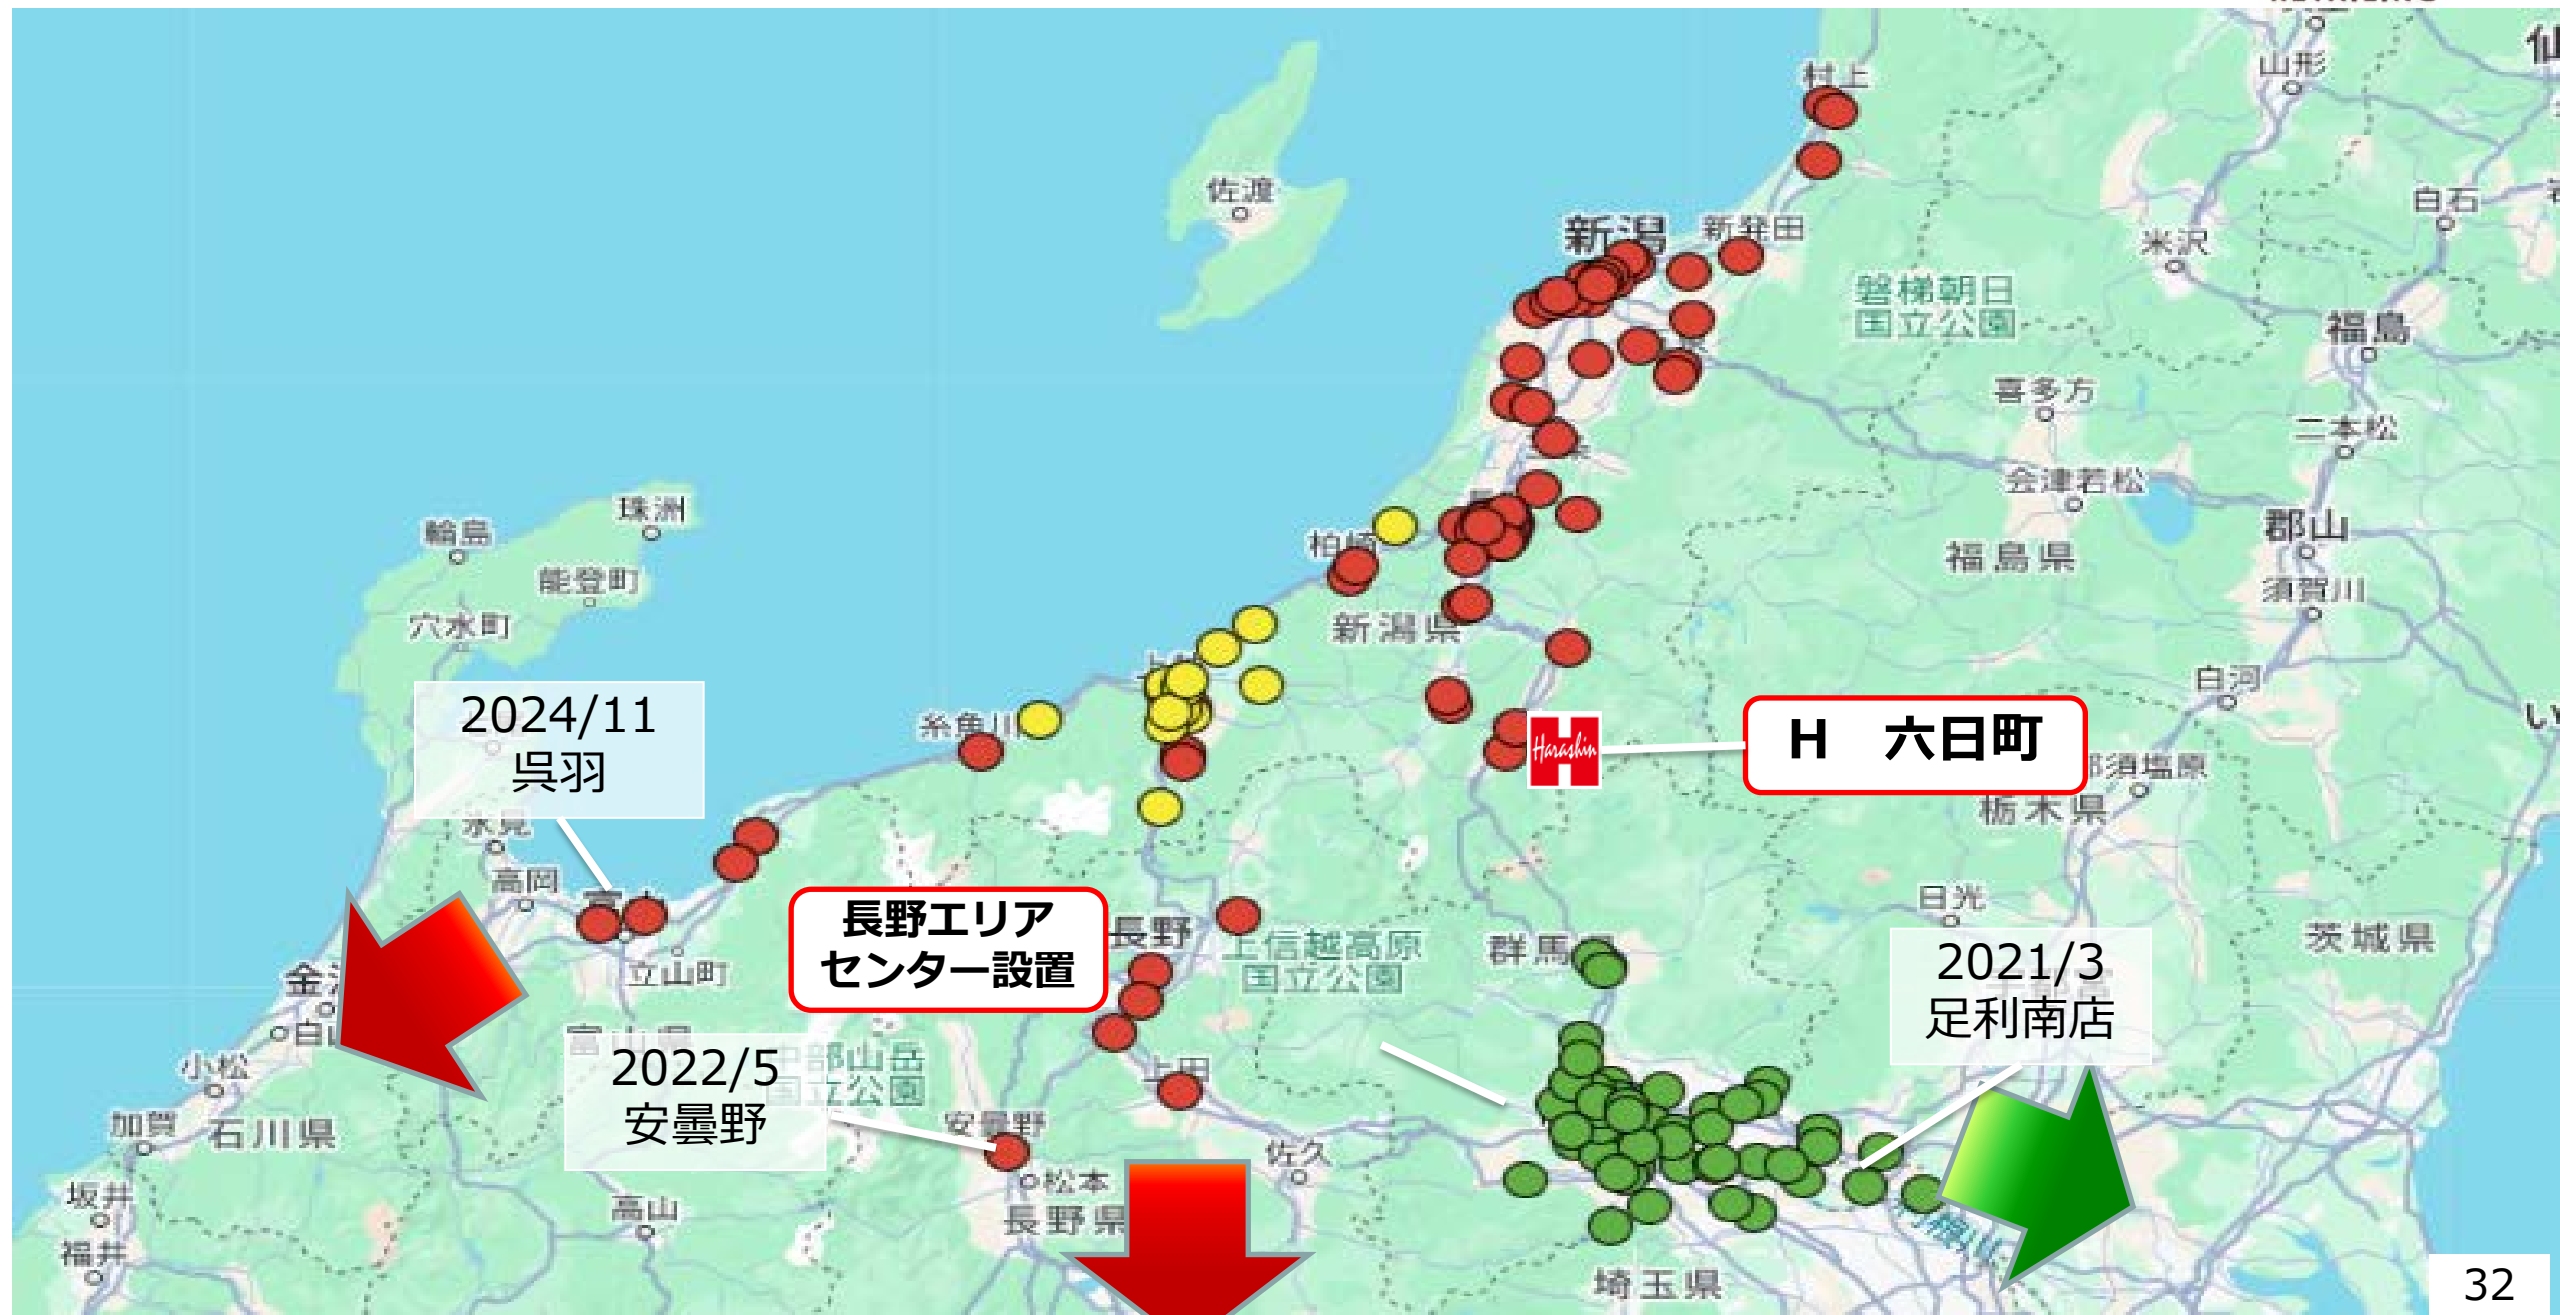 村上
山形
佐渡
白石
新潟
新発田
米沢
磐梯朝日
国立公園
福島
喜多方
二本松
会津若松
珠洲
輪島
郡山
柏崎
福島県
能登町
須賀川
穴水町
新潟県
白河
2024/11
呉羽
糸魚川
Harashin
H 六日町
那須塩原
栃木県
氷見
高岡
日光
長野エリア
センター設置
長野
上信越高原
国立公園
群馬県
茨城県
2021/3
足利南店
立山町
富山県
2022/5
安曇野
中部山岳
国立公園
小松
上田
加賀
石川県
安曇野
佐久
松本
坂井
高山
長野県
福井
埼玉県
32